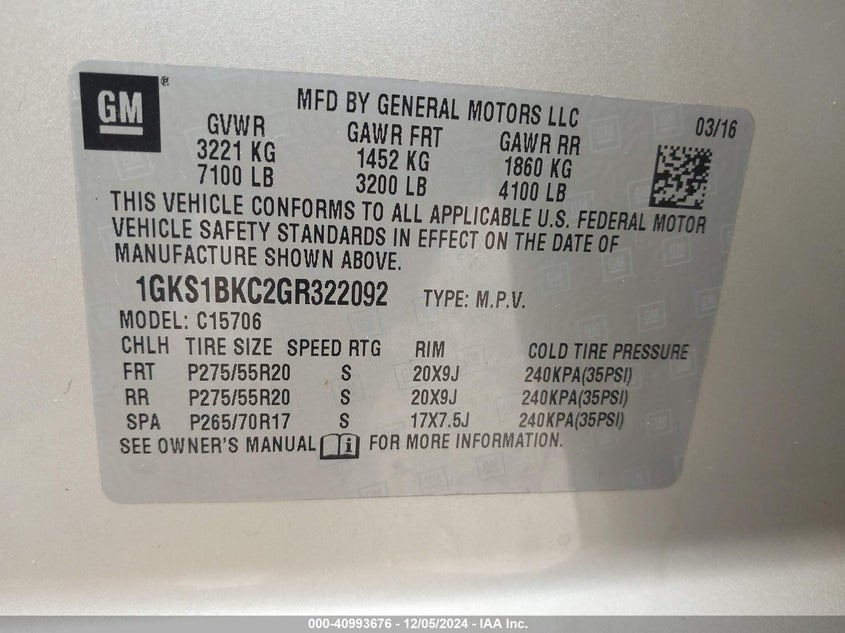 GM ®
MFD BY GENERAL MOTORS LLC
03/16
GVWR GAWR FRT GAWR RR
3221 KG 1452 KG 1860 KG
7100 LB 3200 LB 4100 LB
THIS VEHICLE CONFORMS TO ALL APPLICABLE U.S. FEDERAL MOTOR
VEHICLE SAFETY STANDARDS IN EFFECT ON THE DATE OF
MANUFACTURE SHOWN ABOVE.
1GKS1BKC2GR322092 TYPE: M.P.V.
MODEL: C15706
CHLH TIRE SIZE SPEED RTG RIM COLD TIRE PRESSURE
FRT P275/55R20 S 20X9J 240KPA(35PSI)
RR P275/55R20 S 20X9J 240KPA(35PSI)
SPA P265/70R17 S 17X7.5J 240KPA(35PSI)
SEE OWNER'S MANUAL i FOR MORE INFORMATION.
000-40993676 - 12/05/2024 - IAA Inc.